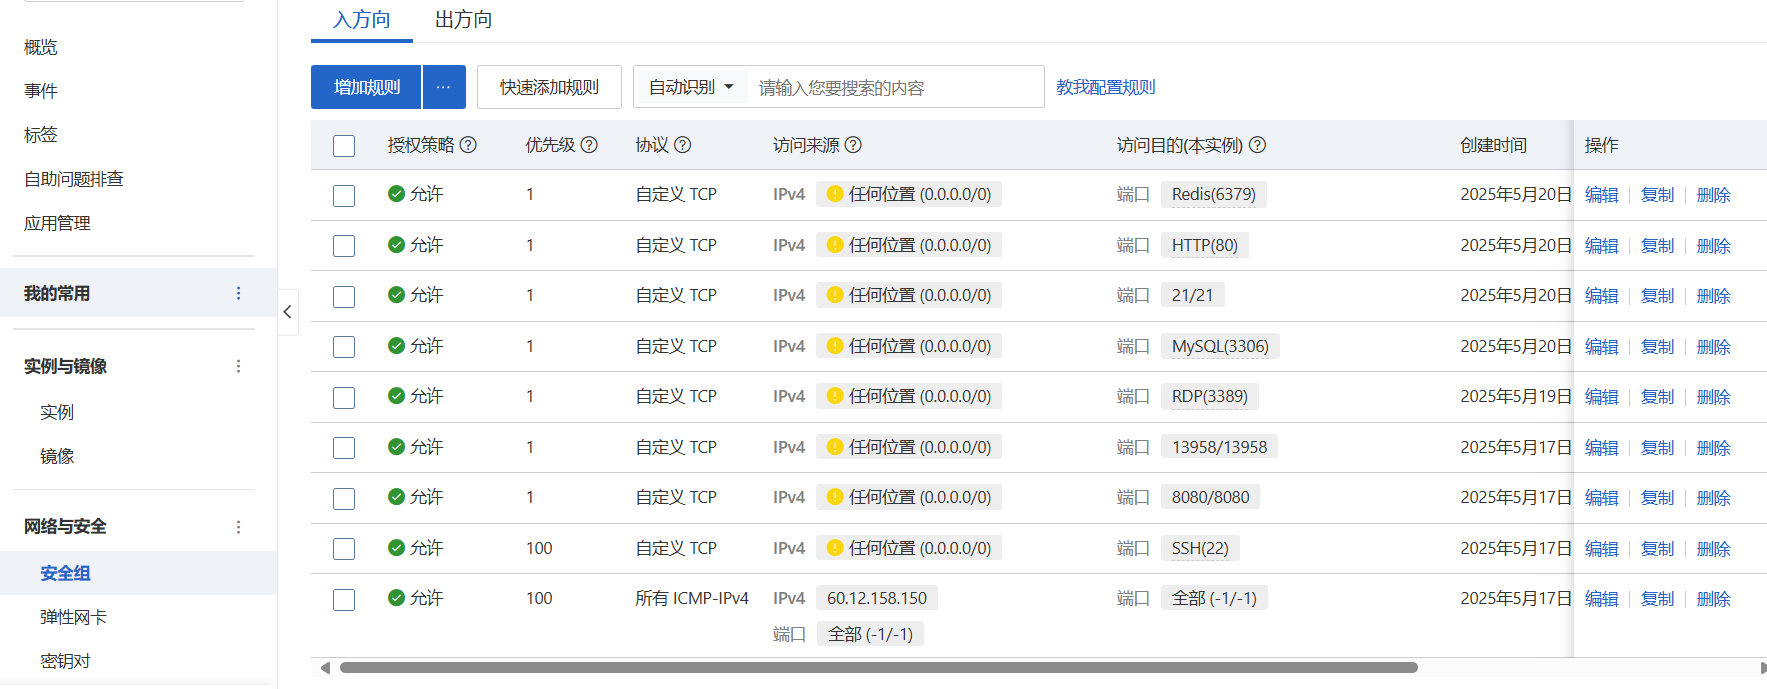 概览
事件
标签
自助问题排查
应用管理
我的常用
实例与镜像
实例
镜像
网络与安全
安全组
弹性网卡
密钥对
入方向 出方向
增加规则 ··· 快速添加规则 自动识别 请输入您要搜索的内容 教我配置规则
授权策略 优先级 协议 访问来源 访问目的(本实例) 创建时间 操作
允许 1 自定义 TCP IPv4 任何位置 (0.0.0.0/0) 端口 Redis(6379) 2025年5月20日 编辑 复制 删除
允许 1 自定义 TCP IPv4 任何位置 (0.0.0.0/0) 端口 HTTP(80) 2025年5月20日 编辑 复制 删除
允许 1 自定义 TCP IPv4 任何位置 (0.0.0.0/0) 端口 21/21 2025年5月20日 编辑 复制 删除
允许 1 自定义 TCP IPv4 任何位置 (0.0.0.0/0) 端口 MySQL(3306) 2025年5月20日 编辑 复制 删除
允许 1 自定义 TCP IPv4 任何位置 (0.0.0.0/0) 端口 RDP(3389) 2025年5月19日 编辑 复制 删除
允许 1 自定义 TCP IPv4 任何位置 (0.0.0.0/0) 端口 13958/13958 2025年5月17日 编辑 复制 删除
允许 1 自定义 TCP IPv4 任何位置 (0.0.0.0/0) 端口 8080/8080 2025年5月17日 编辑 复制 删除
允许 100 自定义 TCP IPv4 任何位置 (0.0.0.0/0) 端口 SSH(22) 2025年5月17日 编辑 复制 删除
允许 100 所有 ICMP-IPv4 IPv4 60.12.158.150 端口 全部 (-1/-1) 2025年5月17日 编辑 复制 删除
端口 全部 (-1/-1)